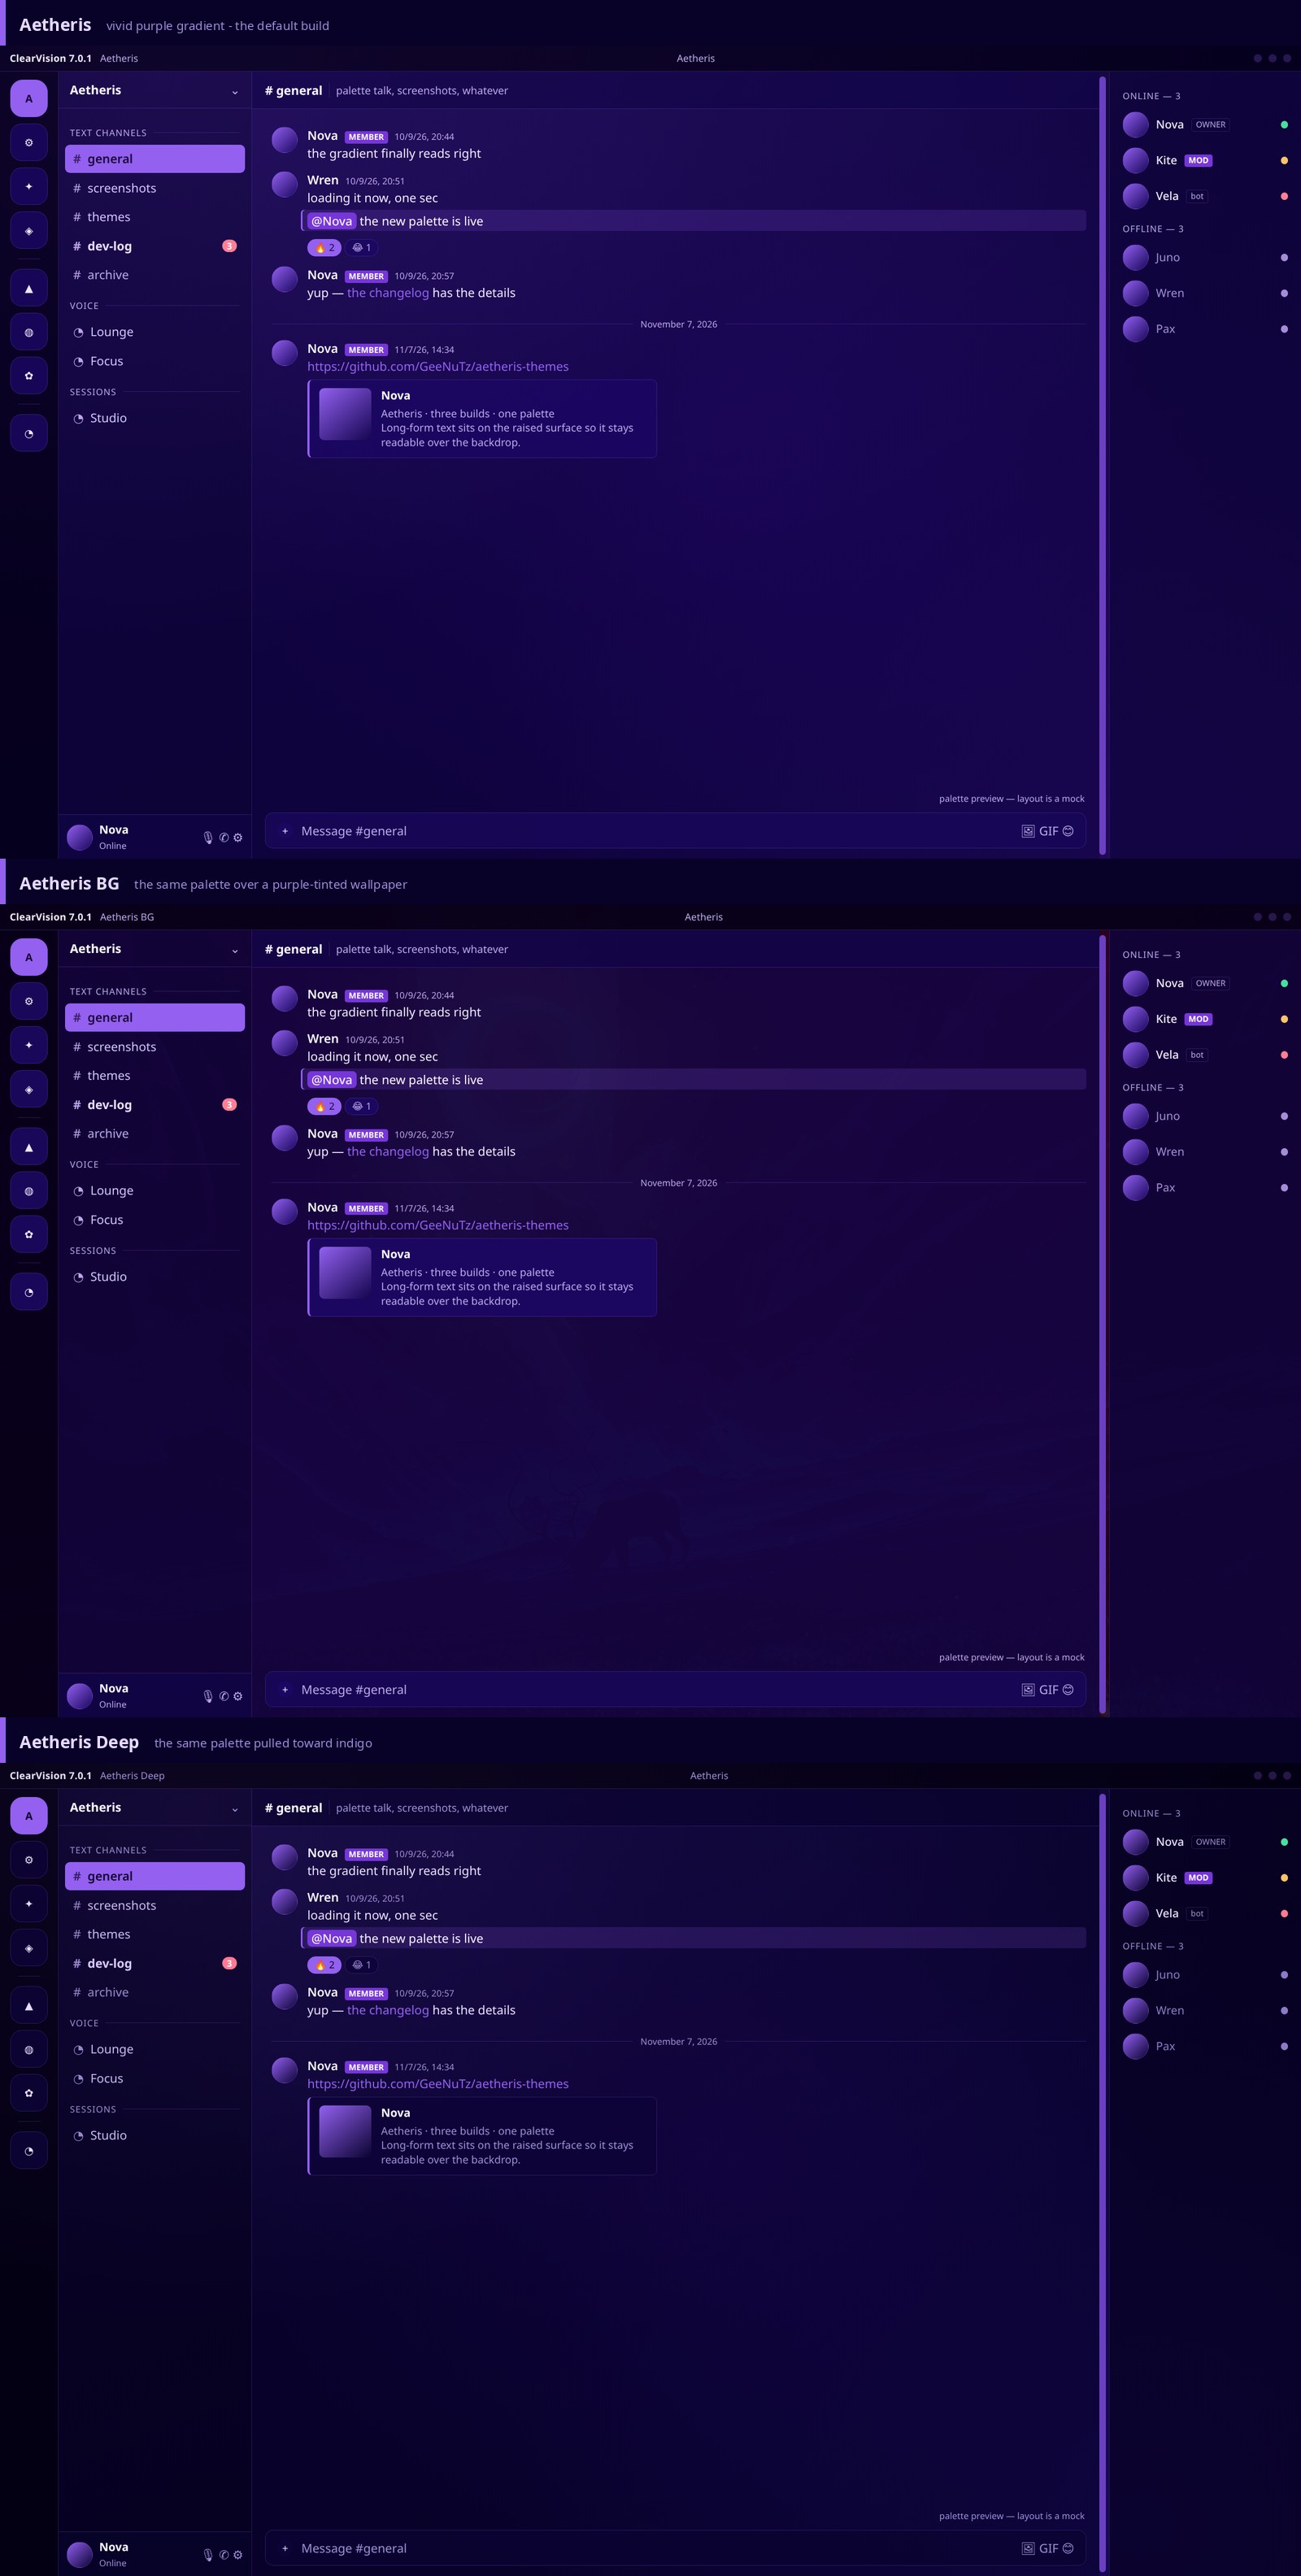 Aetheris vivid purple gradient - the default build
ClearVision 7.0.1 Aetheris Aetheris
A
Aetheris
TEXT CHANNELS
# general
# screenshots
# themes
# dev-log 3
# archive
VOICE
Lounge
Focus
SESSIONS
Studio
Nova
Online
# general palette talk, screenshots, whatever
Nova MEMBER 10/9/26, 20:44
the gradient finally reads right
Wren 10/9/26, 20:51
loading it now, one sec
@Nova the new palette is live
🔥 2 😂 1
Nova MEMBER 10/9/26, 20:57
yup — the changelog has the details
November 7, 2026
Nova MEMBER 11/7/26, 14:34
https://github.com/GeeNuTz/aetheris-themes
Nova
Aetheris · three builds · one palette
Long-form text sits on the raised surface so it stays
readable over the backdrop.
palette preview — layout is a mock
+ Message #general GIF
ONLINE — 3
Nova OWNER
Kite MOD
Vela bot
OFFLINE — 3
Juno
Wren
Pax
Aetheris BG the same palette over a purple-tinted wallpaper
ClearVision 7.0.1 Aetheris BG Aetheris
A
Aetheris
TEXT CHANNELS
# general
# screenshots
# themes
# dev-log 3
# archive
VOICE
Lounge
Focus
SESSIONS
Studio
Nova
Online
# general palette talk, screenshots, whatever
Nova MEMBER 10/9/26, 20:44
the gradient finally reads right
Wren 10/9/26, 20:51
loading it now, one sec
@Nova the new palette is live
🔥 2 😂 1
Nova MEMBER 10/9/26, 20:57
yup — the changelog has the details
November 7, 2026
Nova MEMBER 11/7/26, 14:34
https://github.com/GeeNuTz/aetheris-themes
Nova
Aetheris · three builds · one palette
Long-form text sits on the raised surface so it stays
readable over the backdrop.
palette preview — layout is a mock
+ Message #general GIF
ONLINE — 3
Nova OWNER
Kite MOD
Vela bot
OFFLINE — 3
Juno
Wren
Pax
Aetheris Deep the same palette pulled toward indigo
ClearVision 7.0.1 Aetheris Deep Aetheris
A
Aetheris
TEXT CHANNELS
# general
# screenshots
# themes
# dev-log 3
# archive
VOICE
Lounge
Focus
SESSIONS
Studio
Nova
Online
# general palette talk, screenshots, whatever
Nova MEMBER 10/9/26, 20:44
the gradient finally reads right
Wren 10/9/26, 20:51
loading it now, one sec
@Nova the new palette is live
🔥 2 😂 1
Nova MEMBER 10/9/26, 20:57
yup — the changelog has the details
November 7, 2026
Nova MEMBER 11/7/26, 14:34
https://github.com/GeeNuTz/aetheris-themes
Nova
Aetheris · three builds · one palette
Long-form text sits on the raised surface so it stays
readable over the backdrop.
palette preview — layout is a mock
+ Message #general GIF
ONLINE — 3
Nova OWNER
Kite MOD
Vela bot
OFFLINE — 3
Juno
Wren
Pax